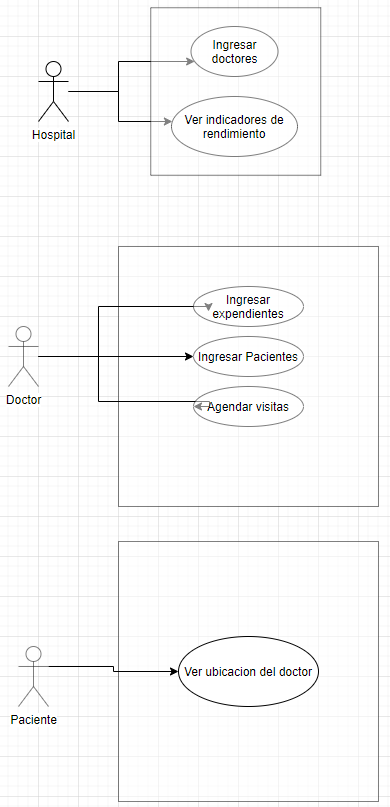 Ingresar
doctores
Hospital
Ver indicadores de
rendimiento
Ingresar
expendientes
Ingresar Pacientes
Doctor
Agendar visitas
Ver ubicacion del doctor
Paciente